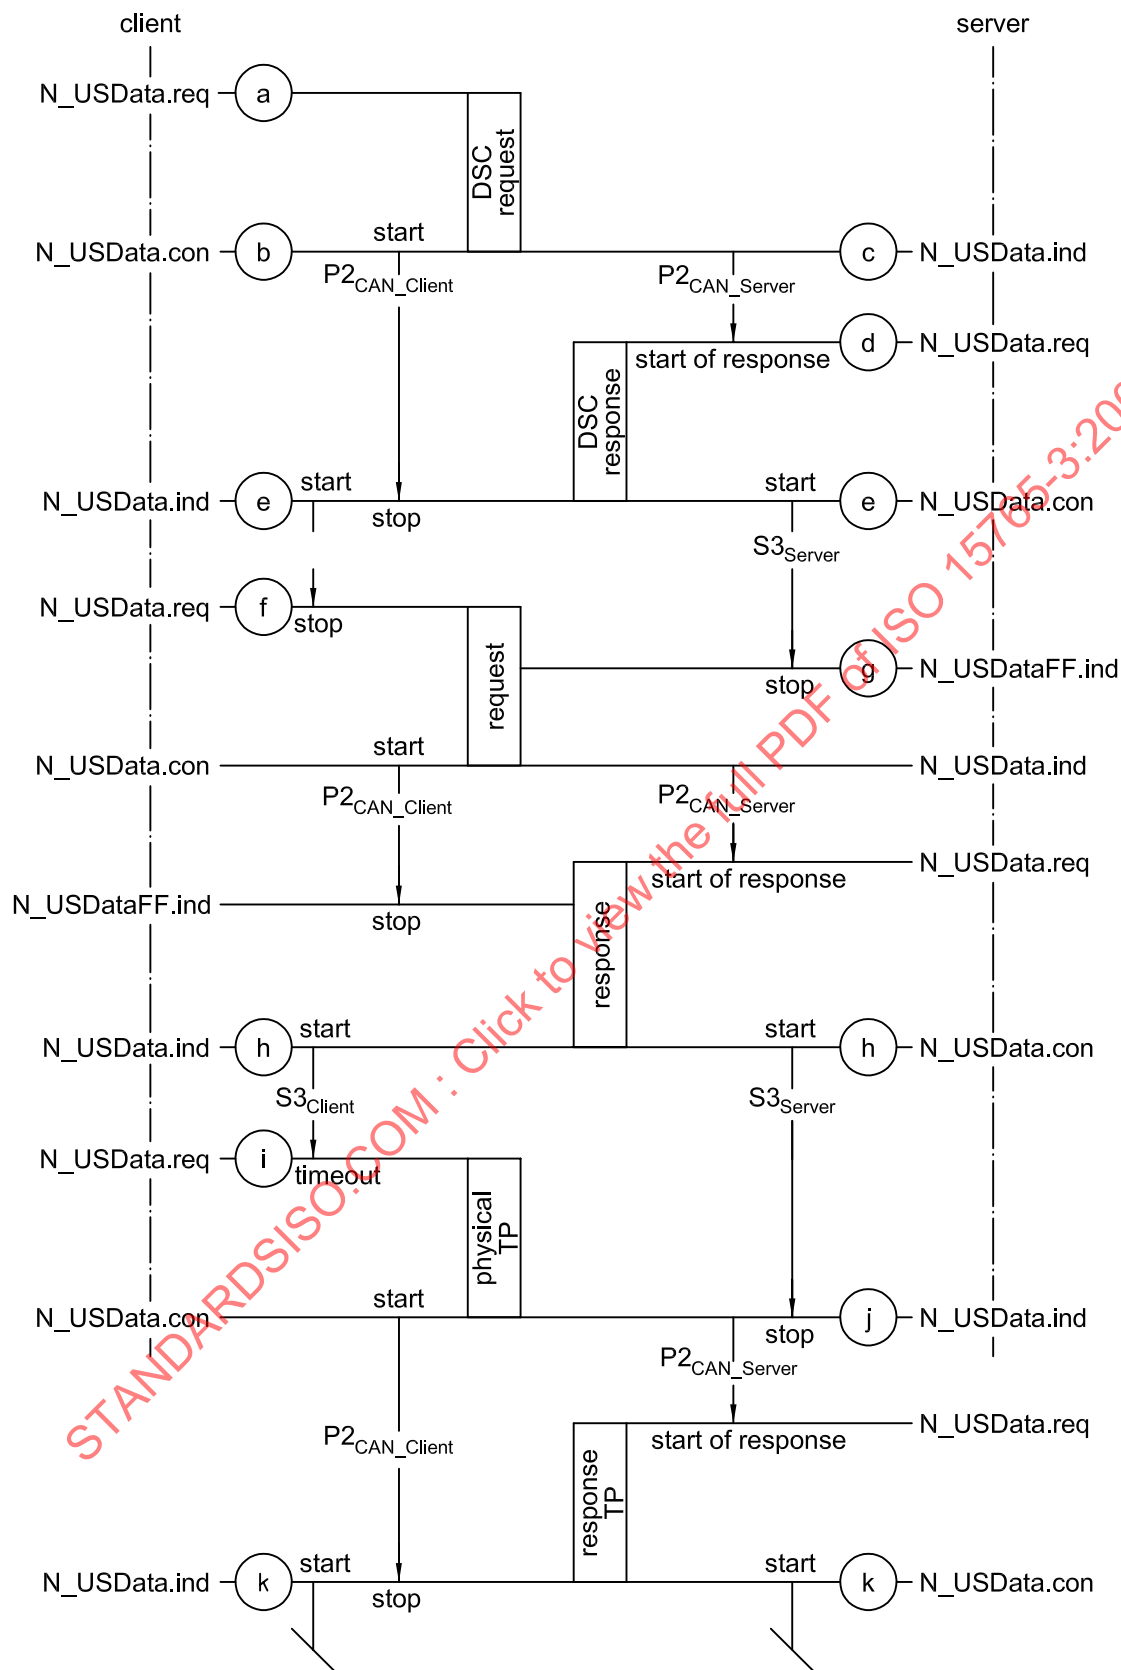 client
server
N_USData.req
a
DSC
request
N_USData.con
b
start
c
N_USData.ind
P2CAN_Client
P2CAN_Server
d
N_USData.req
start of response
DSC
response
N_USData.ind
e
start
stop
start
e
N_USData.con
S3Server
N_USData.req
f
stop
request
stop
g
N_USDataFF.ind
N_USData.con
start
N_USData.ind
P2CAN_Client
P2CAN_Server
N_USData.req
start of response
N_USDataFF.ind
stop
response
N_USData.ind
h
start
start
h
N_USData.con
S3Client
S3Server
N_USData.req
i
timeout
physical
TP
N_USData.con
start
stop
j
N_USData.ind
P2CAN_Server
N_USData.req
start of response
P2CAN_Client
response
TP
N_USData.ind
k
start
stop
start
k
N_USData.con
STANDARDSISO.COM : Click to view the full PDF of ISO 15765-3:200